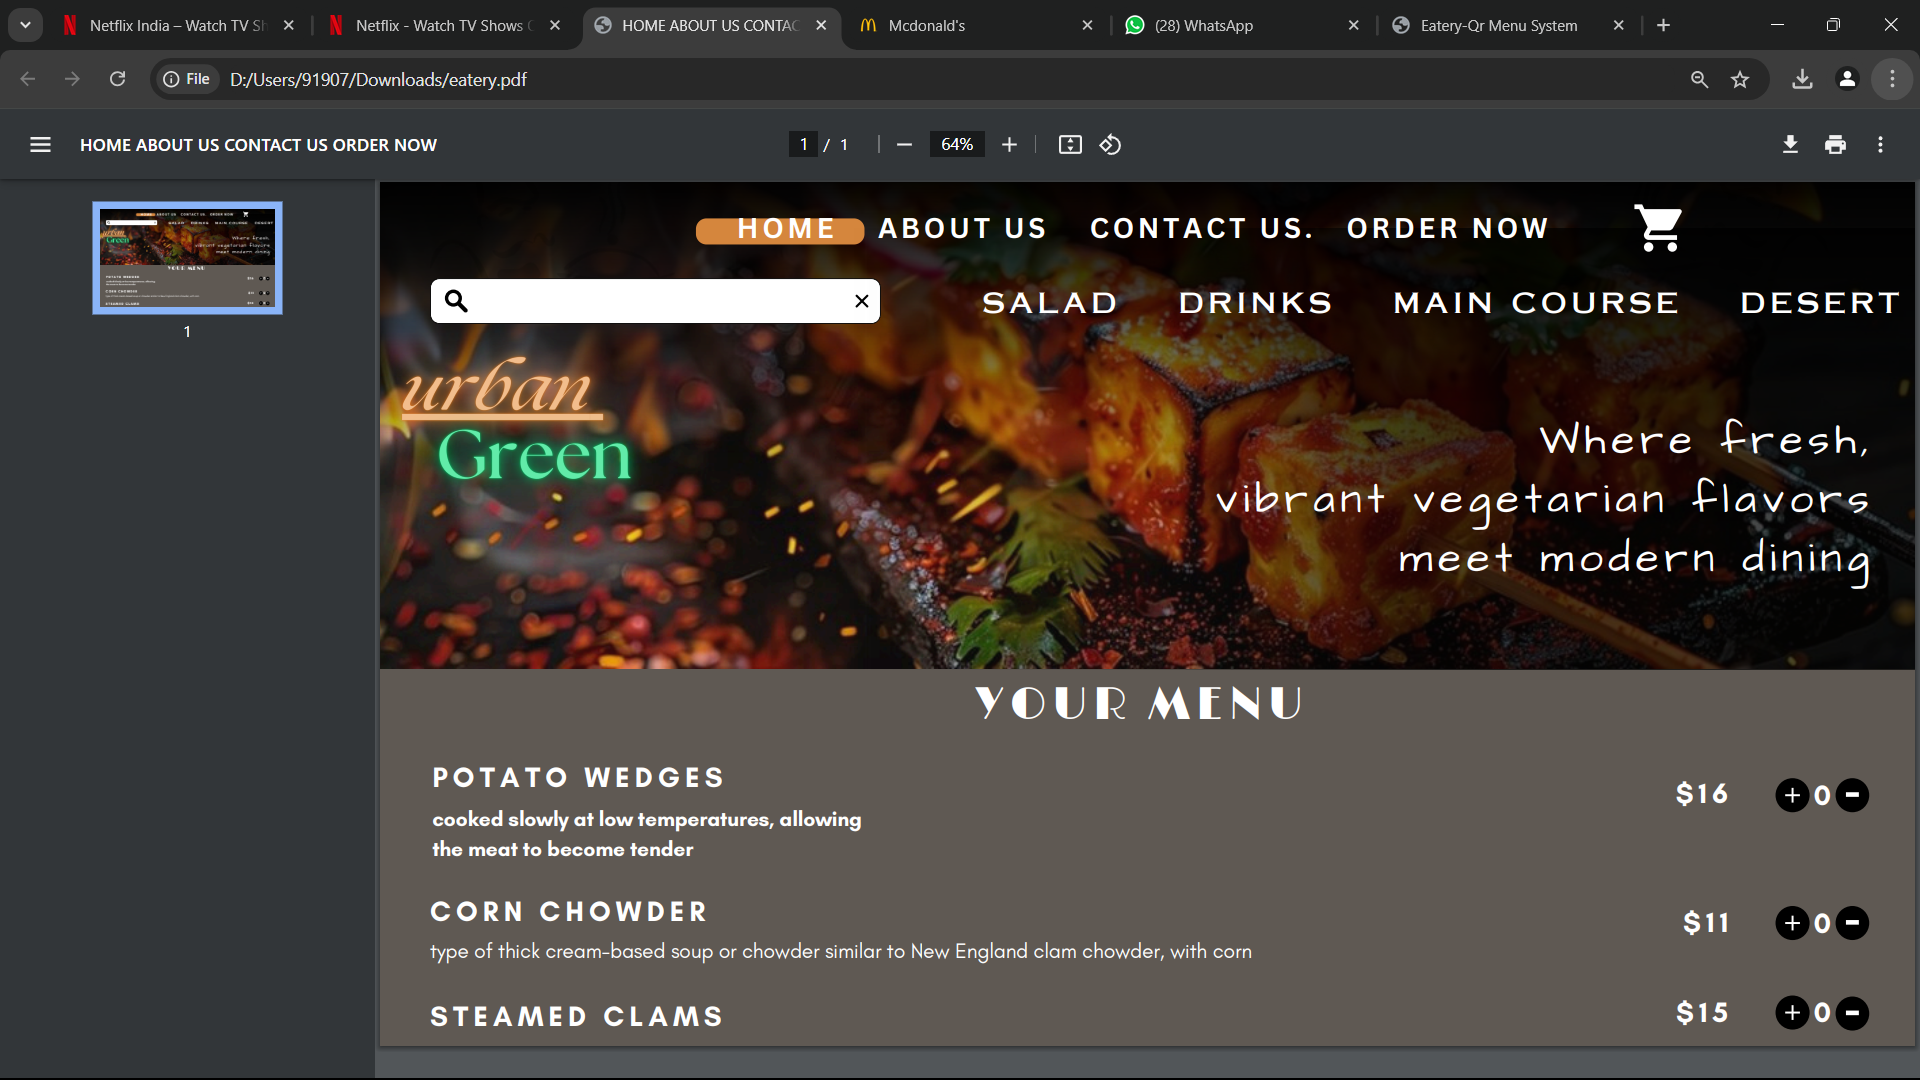 Netflix India – Watch TV Sh
Netflix - Watch TV Shows
HOME ABOUT US CONTAC
Mcdonald's
(28) WhatsApp
Eatery-Qr Menu System
File
D:/Users/91907/Downloads/eatery.pdf
HOME ABOUT US CONTACT US ORDER NOW
1 / 1
64%
1
HOME
ABOUT US
CONTACT US.
ORDER NOW
SALAD
DRINKS
MAIN COURSE
DESERT
urban
Green
Where fresh,
vibrant vegetarian flavors
meet modern dining
YOUR MENU
POTATO WEDGES
cooked slowly at low temperatures, allowing
the meat to become tender
$16
+ 0 -
CORN CHOWDER
type of thick cream-based soup or chowder similar to New England clam chowder, with corn
$11
+ 0 -
STEAMED CLAMS
$15
+ 0 -